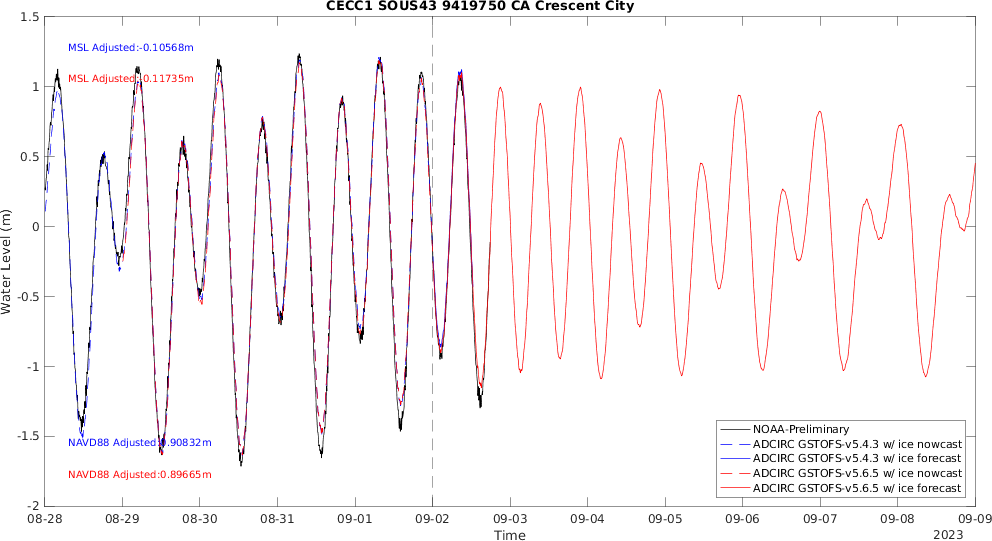 CECC1 SOUS43 9419750 CA Crescent City
1.5
1
0.5
0
-0.5
-1
-1.5
-2
Water Level (m)
MSL Adjusted:-0.10568m
MSL Adjusted:-0.11735m
NAVD88 Adjusted:0.90832m
NAVD88 Adjusted:0.89665m
NOAA-Preliminary
ADCIRC GSTOFS-v5.4.3 w/ ice nowcast
ADCIRC GSTOFS-v5.4.3 w/ ice forecast
ADCIRC GSTOFS-v5.6.5 w/ ice nowcast
ADCIRC GSTOFS-v5.6.5 w/ ice forecast
08-28 08-29 08-30 08-31 09-01 09-02 09-03 09-04 09-05 09-06 09-07 09-08 09-09
Time
2023